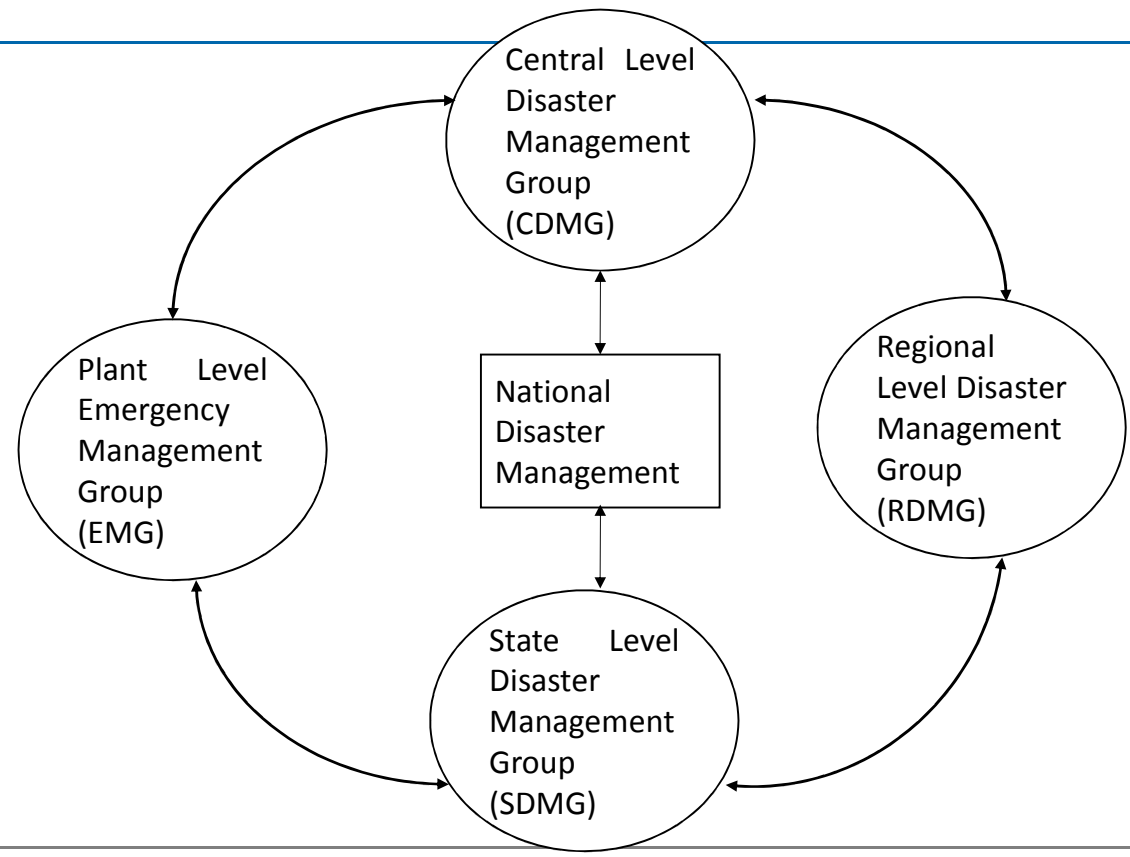 Central Level
Disaster
Management
Group
(CDMG)
Plant Level
Emergency
Management
Group
(EMG)
National
Disaster
Management
Regional
Level Disaster
Management
Group
(RDMG)
State Level
Disaster
Management
Group
(SDMG)